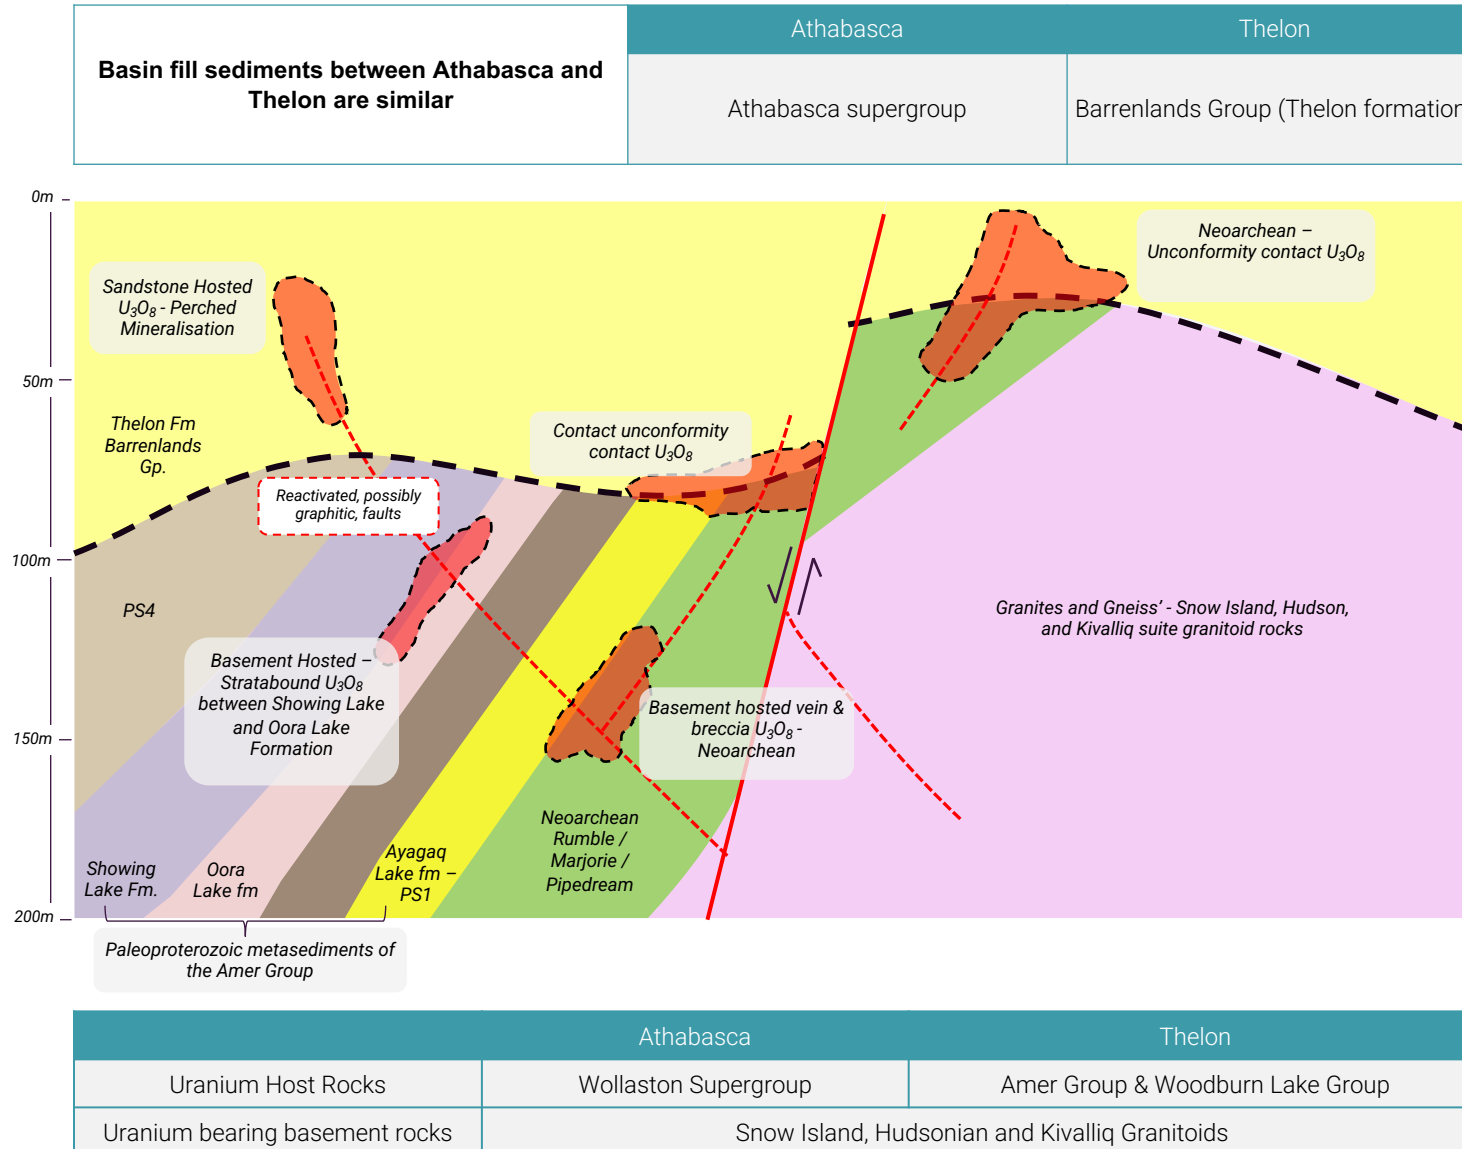 Athabasca
Thelon
Basin fill sediments between Athabasca and
Thelon are similar
Athabasca supergroup
Barrenlands Group (Thelon formation
0m
50m
100m
150m
200m
Sandstone Hosted
U₃O₈ - Perched
Mineralisation
Neoarchean –
Unconformity contact U₃O₈
Thelon Fm
Barrenlands
Gp.
Contact unconformity
contact U₃O₈
Reactivated, possibly
graphitic, faults
PS4
Granites and Gneiss’ - Snow Island, Hudson,
and Kivalliq suite granitoid rocks
Basement Hosted –
Stratabound U₃O₈
between Showing Lake
and Oora Lake
Formation
Basement hosted vein &
breccia U₃O₈ -
Neoarchean
Neoarchean
Rumble /
Marjorie /
Pipedream
Showing
Lake Fm.
Oora
Lake fm
Ayagaq
Lake fm –
PS1
Paleoproterozoic metasediments of
the Amer Group
Athabasca
Thelon
Uranium Host Rocks
Wollaston Supergroup
Amer Group & Woodburn Lake Group
Uranium bearing basement rocks
Snow Island, Hudsonian and Kivalliq Granitoids